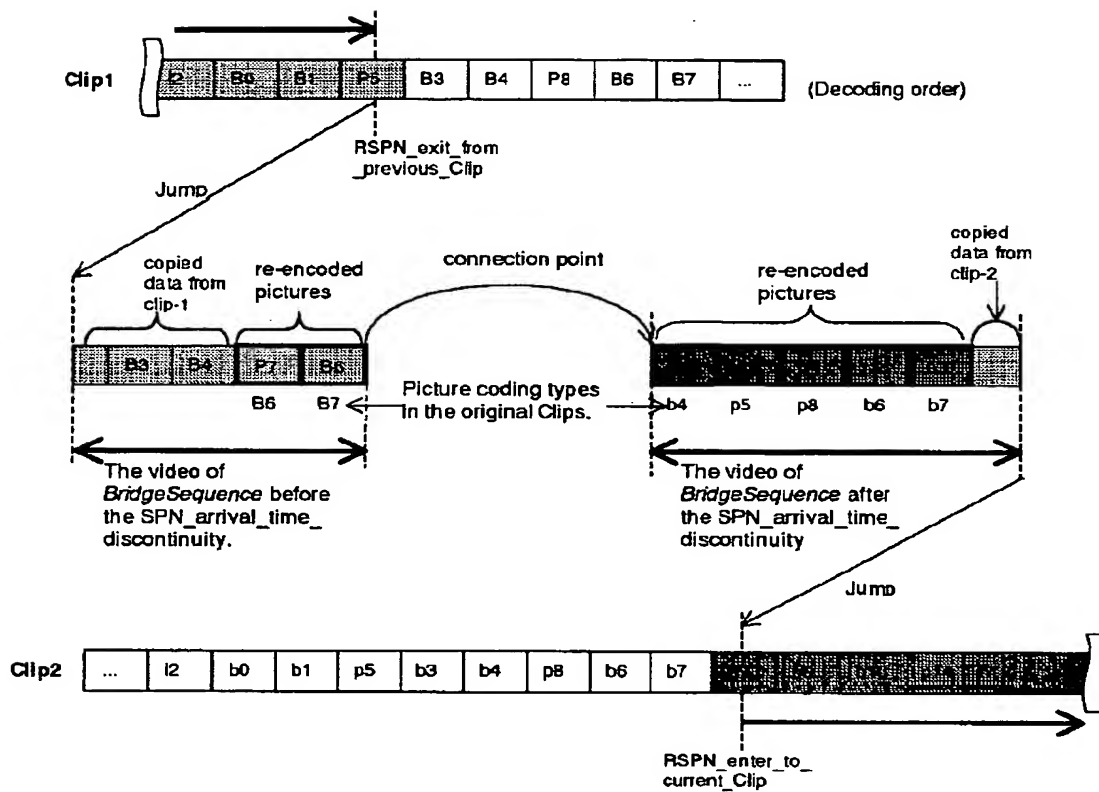 Clip1 I2 B0 B1 P5 B3 B4 P8 B6 B7 ... (Decoding order)
RSPN_exit_from
_previous_Clip
Jump
copied
data from
clip-1
re-encoded
pictures
connection point
re-encoded
pictures
copied
data from
clip-2
B3 B4 P7 B6
B6 B7
Picture coding types
in the original Clips.
b4 p5 p8 b6 b7
The video of
BridgeSequence before
the SPN_arrival_time_
discontinuity.
The video of
BridgeSequence after
the SPN_arrival_time_
discontinuity
Jump
Clip2 ... i2 b0 b1 p5 b3 b4 p8 b6 b7
RSPN_enter_to_
current_Clip